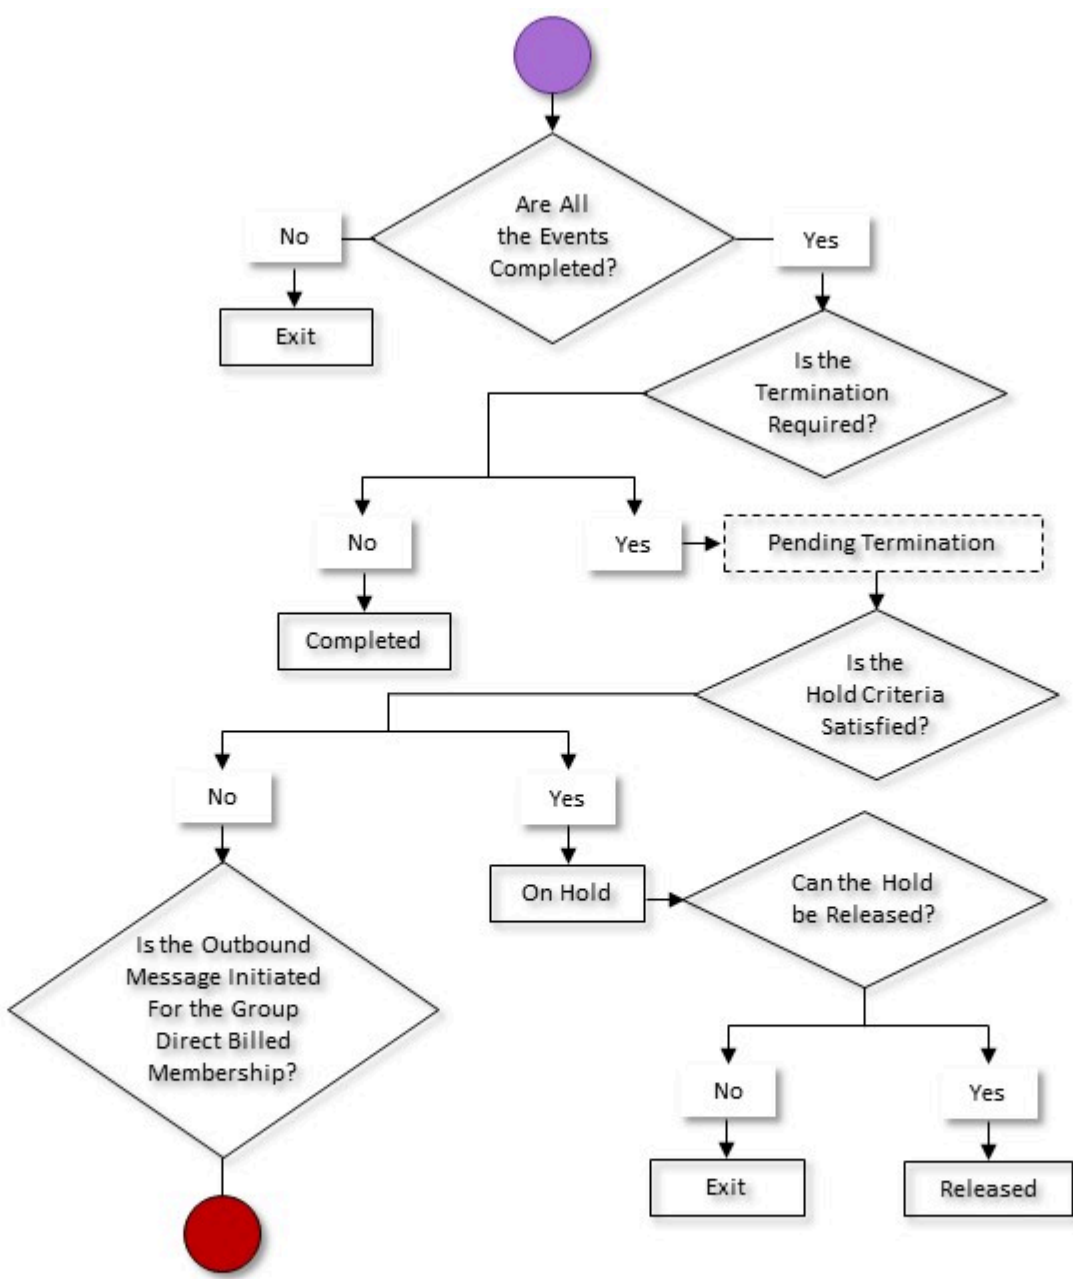 Are All
the Events
Completed?
No
Yes
Exit
Is the
Termination
Required?
No
Yes
Pending Termination
Completed
Is the
Hold Criteria
Satisfied?
No
Yes
On Hold
Can the Hold
be Released?
Is the Outbound
Message Initiated
For the Group
Direct Billed
Membership?
No
Yes
Exit
Released